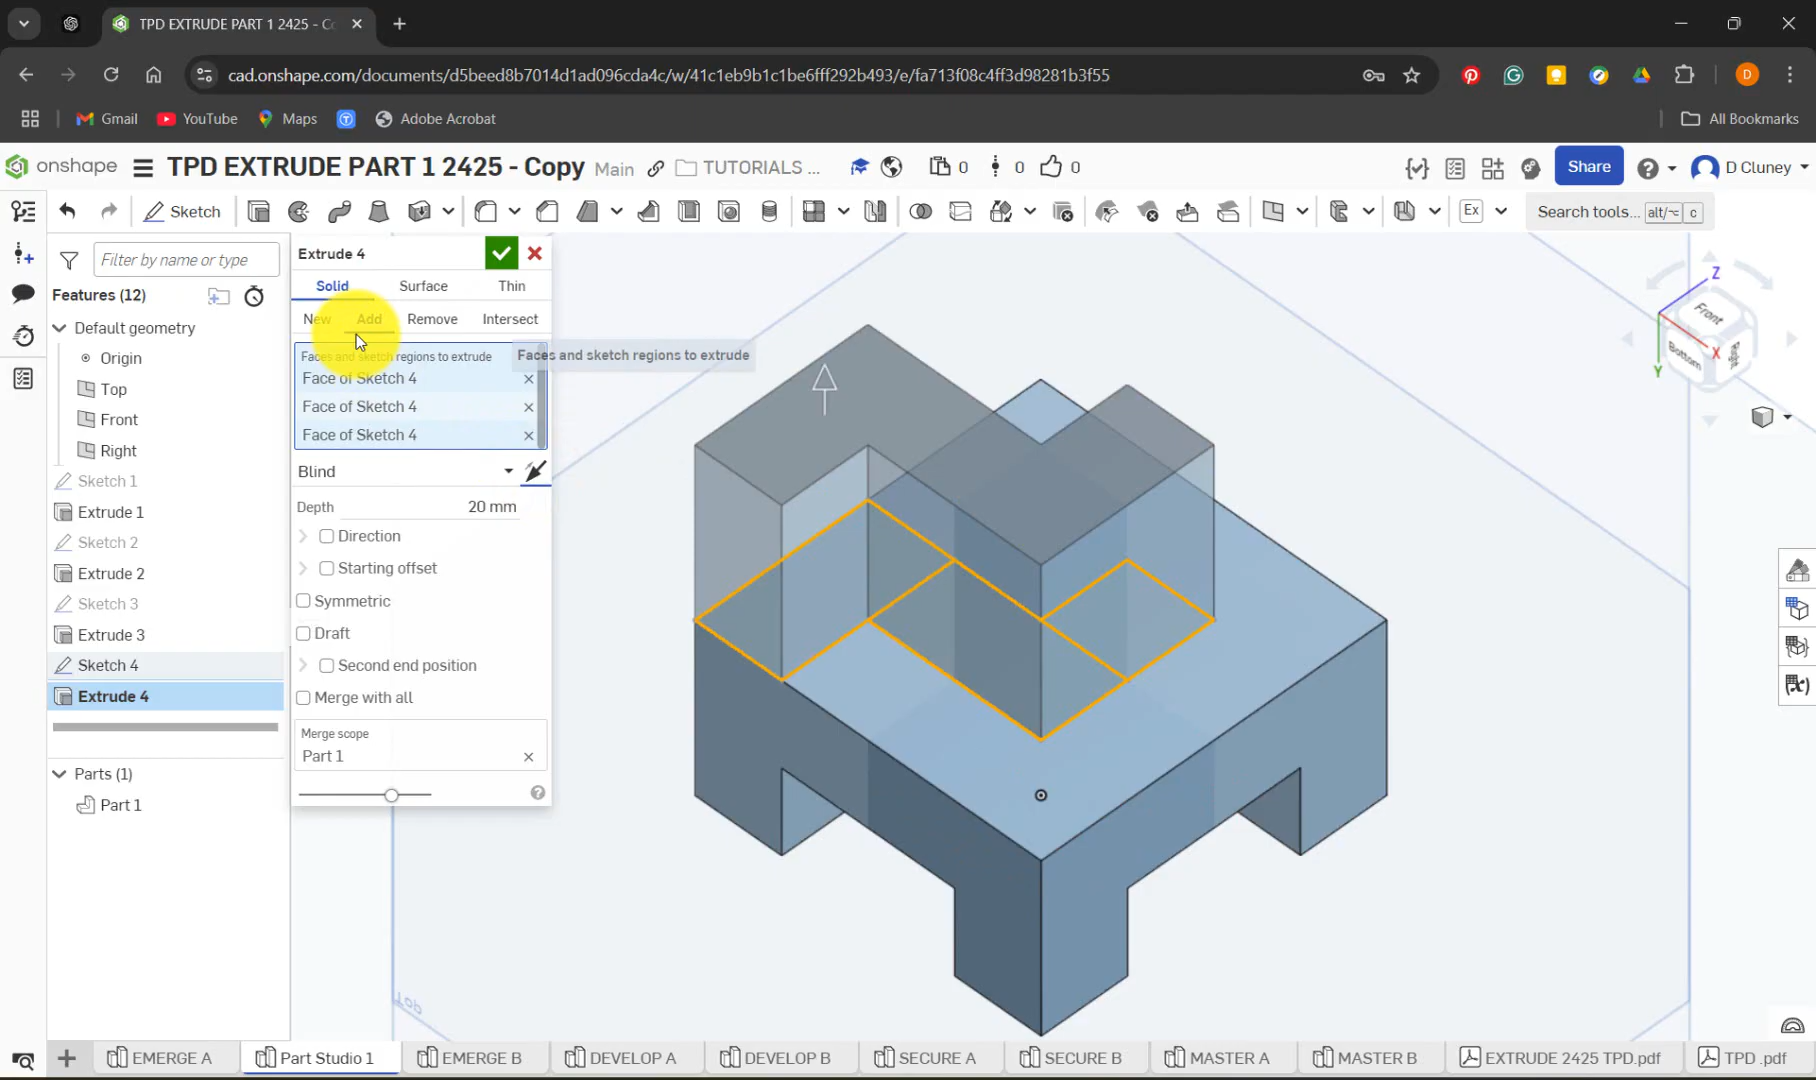 TPD EXTRUDE PART 1 2425 - Co
cad.onshape.com/documents/d5beed8b7014d1ad096cda4c/w/41c1eb9b1c1be6fff292b493/e/fa713f08c4ff3d98281b3f55
D
Gmail
YouTube
Maps
Adobe Acrobat
All Bookmarks
onshape
TPD EXTRUDE PART 1 2425 - Copy
Main
TUTORIALS ...
0
0
0
Share
D Cluney
Sketch
Ex
Search tools...
alt/⌥
c
Filter by name or type
Features (12)
Default geometry
Origin
Top
Front
Right
Sketch 1
Extrude 1
Sketch 2
Extrude 2
Sketch 3
Extrude 3
Sketch 4
Extrude 4
Parts (1)
Part 1
Extrude 4
Solid
Surface
Thin
New
Add
Remove
Intersect
Faces and sketch regions to extrude
Face of Sketch 4
Face of Sketch 4
Face of Sketch 4
Blind
Depth
20 mm
Direction
Starting offset
Symmetric
Draft
Second end position
Merge with all
Merge scope
Part 1
Faces and sketch regions to extrude
Z
Front
Bottom
X
Y
Top
EMERGE A
Part Studio 1
EMERGE B
DEVELOP A
DEVELOP B
SECURE A
SECURE B
MASTER A
MASTER B
EXTRUDE 2425 TPD.pdf
TPD .pdf